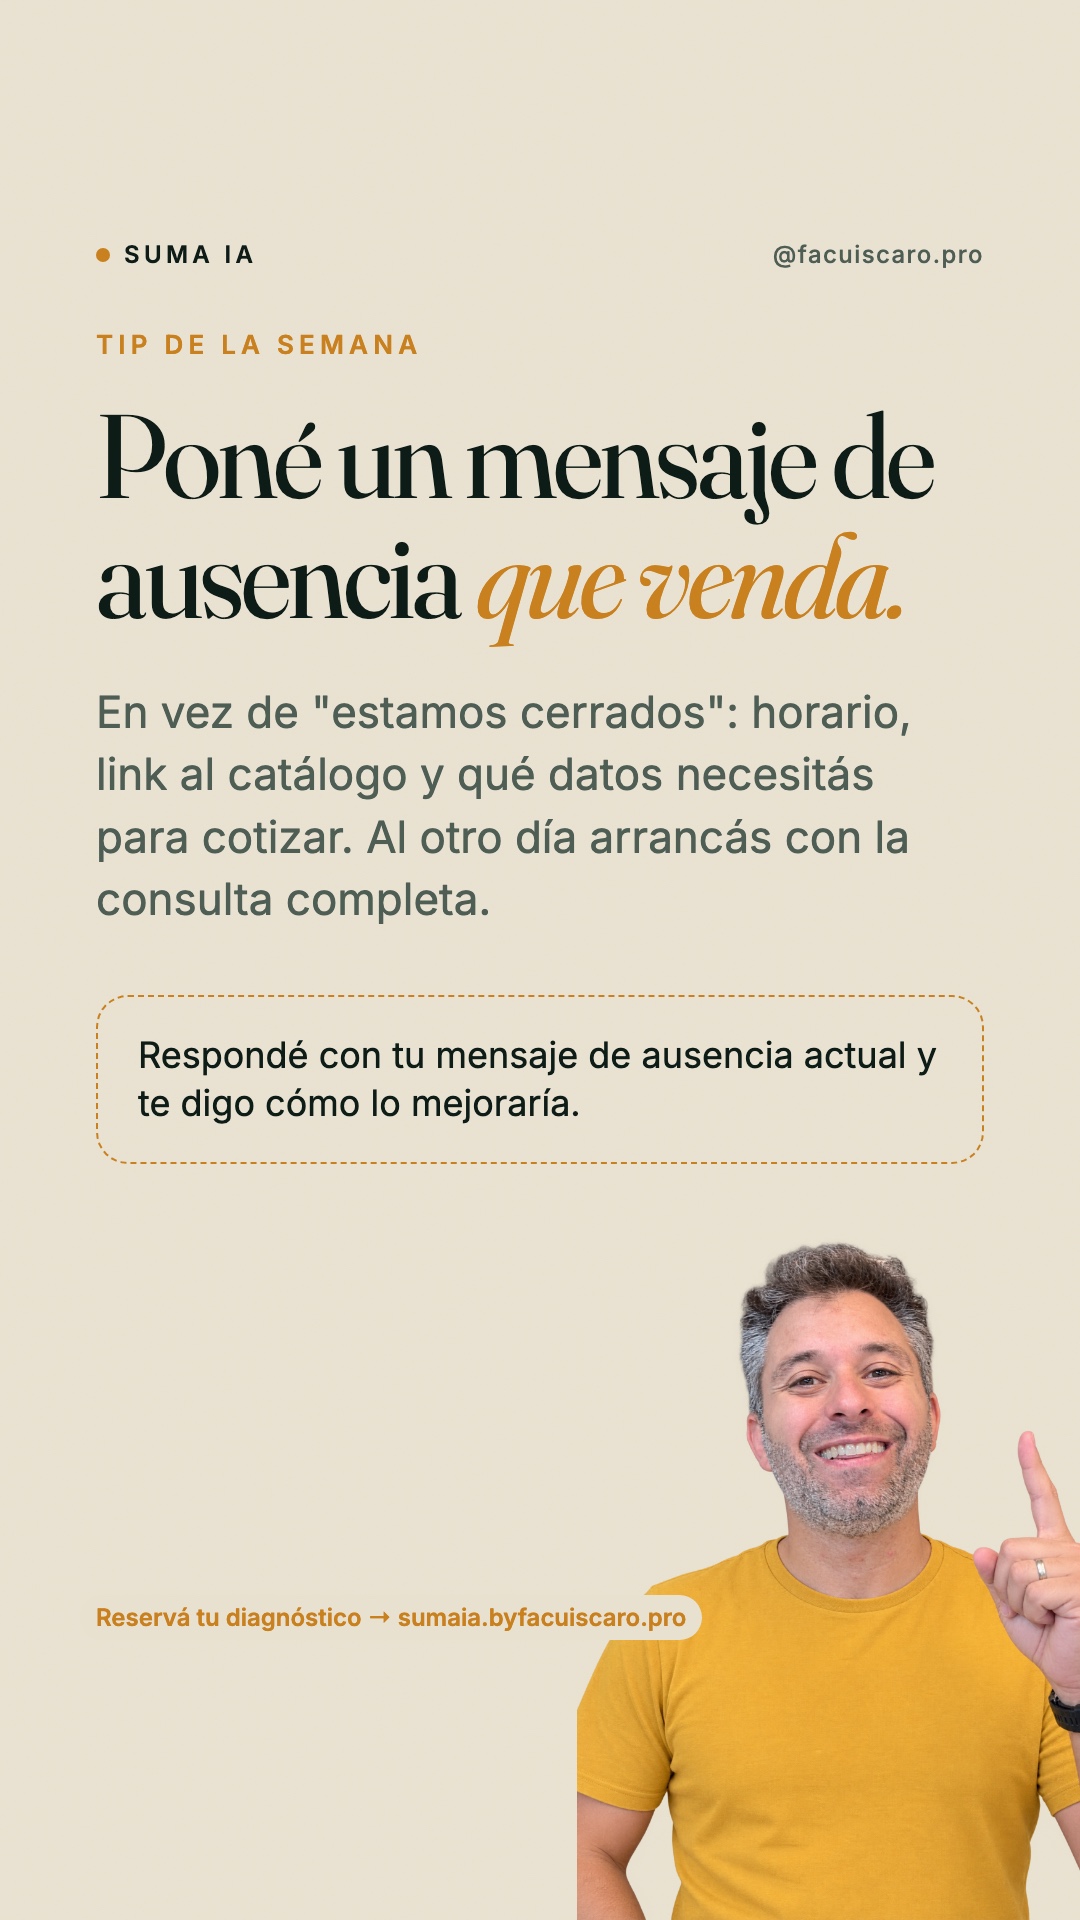 SUMA IA
@facuiscaro.pro
TIP DE LA SEMANA
Poné un mensaje de
ausencia que venda.
En vez de "estamos cerrados": horario,
link al catálogo y qué datos necesitás
para cotizar. Al otro día arrancás con la
consulta completa.
Respondé con tu mensaje de ausencia actual y
te digo cómo lo mejoraría.
Reservá tu diagnóstico → sumaia.byfacuiscaro.pro